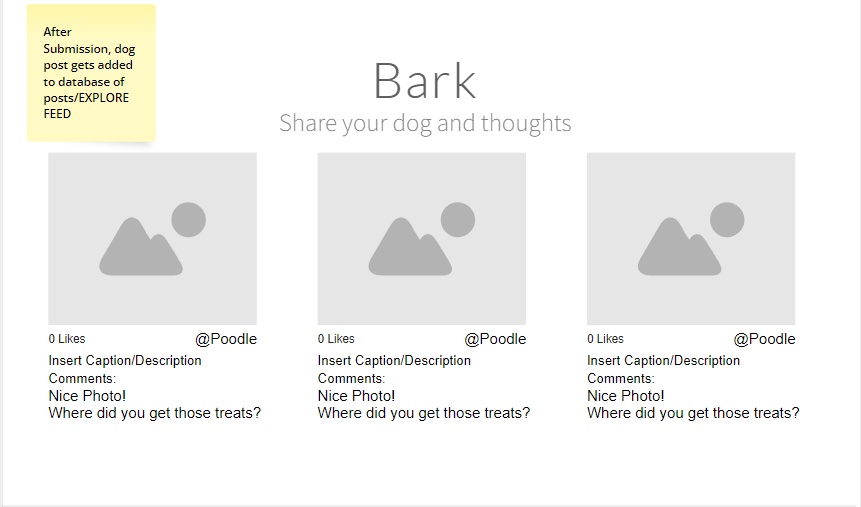 After
Submission, dog
post gets added
to database of
posts/EXPLORE
FEED
Bark
Share your dog and thoughts
0 Likes @Poodle
Insert Caption/Description
Comments:
Nice Photo!
Where did you get those treats?
0 Likes @Poodle
Insert Caption/Description
Comments:
Nice Photo!
Where did you get those treats?
0 Likes @Poodle
Insert Caption/Description
Comments:
Nice Photo!
Where did you get those treats?